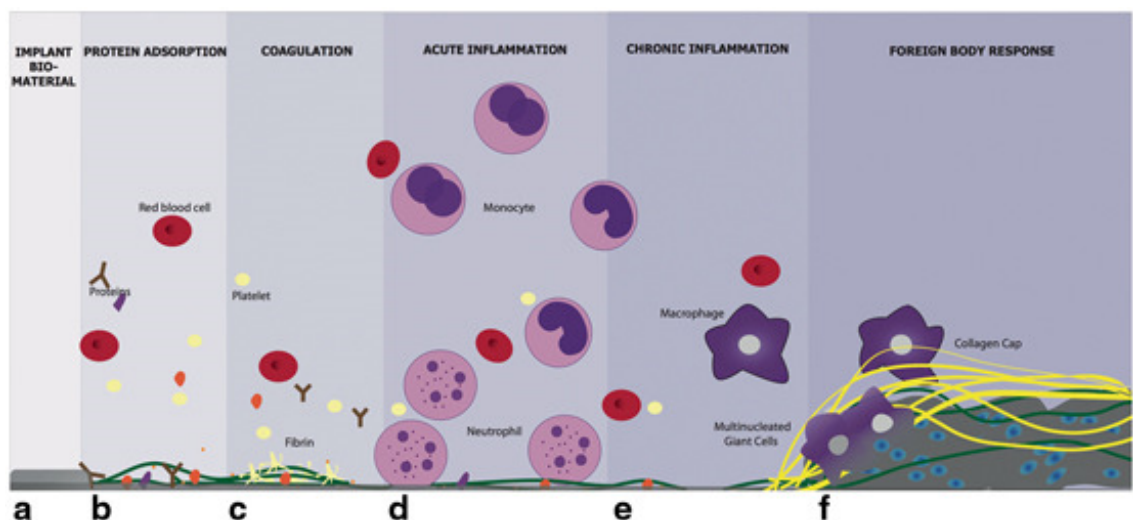 IMPLANT
BIO-
MATERIAL
PROTEIN ADSORPTION
COAGULATION
ACUTE INFLAMMATION
CHRONIC INFLAMMATION
FOREIGN BODY RESPONSE
Red blood cell
Monocyte
Proteins
Platelet
Macrophage
Collagen Cap
Fibrin
Neutrophil
Multinucleated
Giant Cells
a
b
c
d
e
f